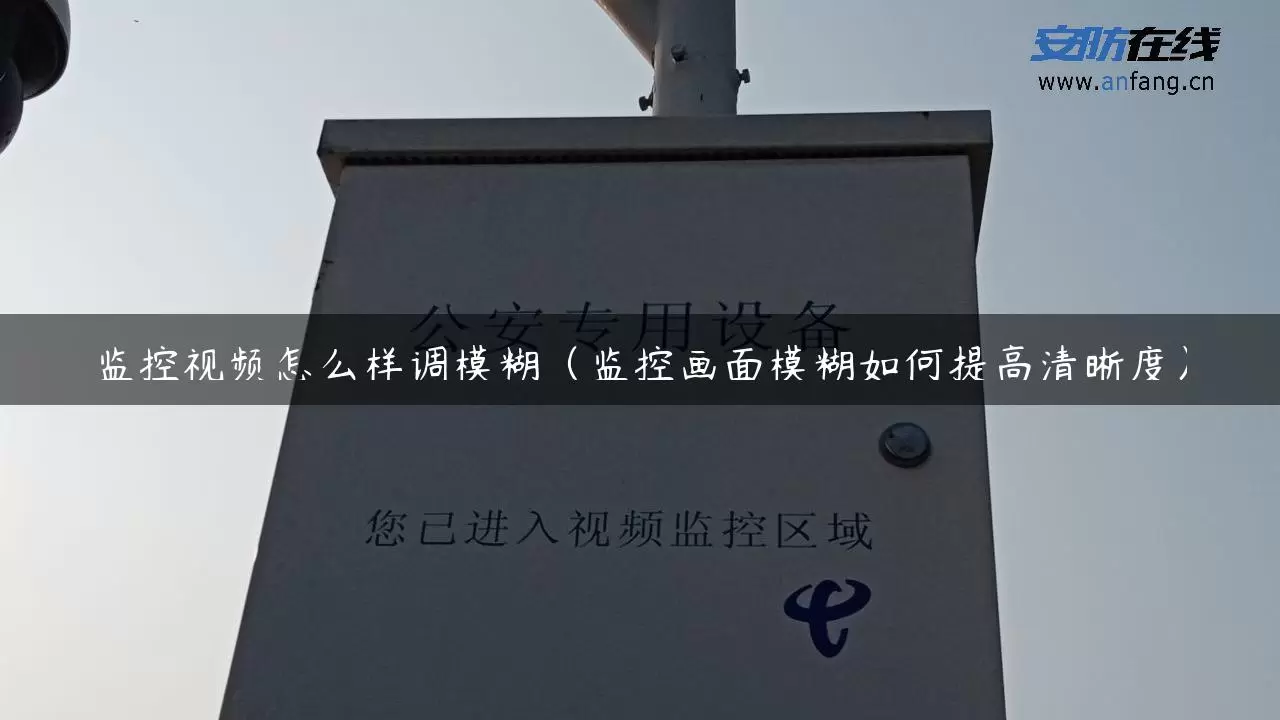 安防在线
www.anfang.cn
公安专用设备
监控视频怎么样调模糊（监控画面模糊如何提高清晰度）
您已进入视频监控区域